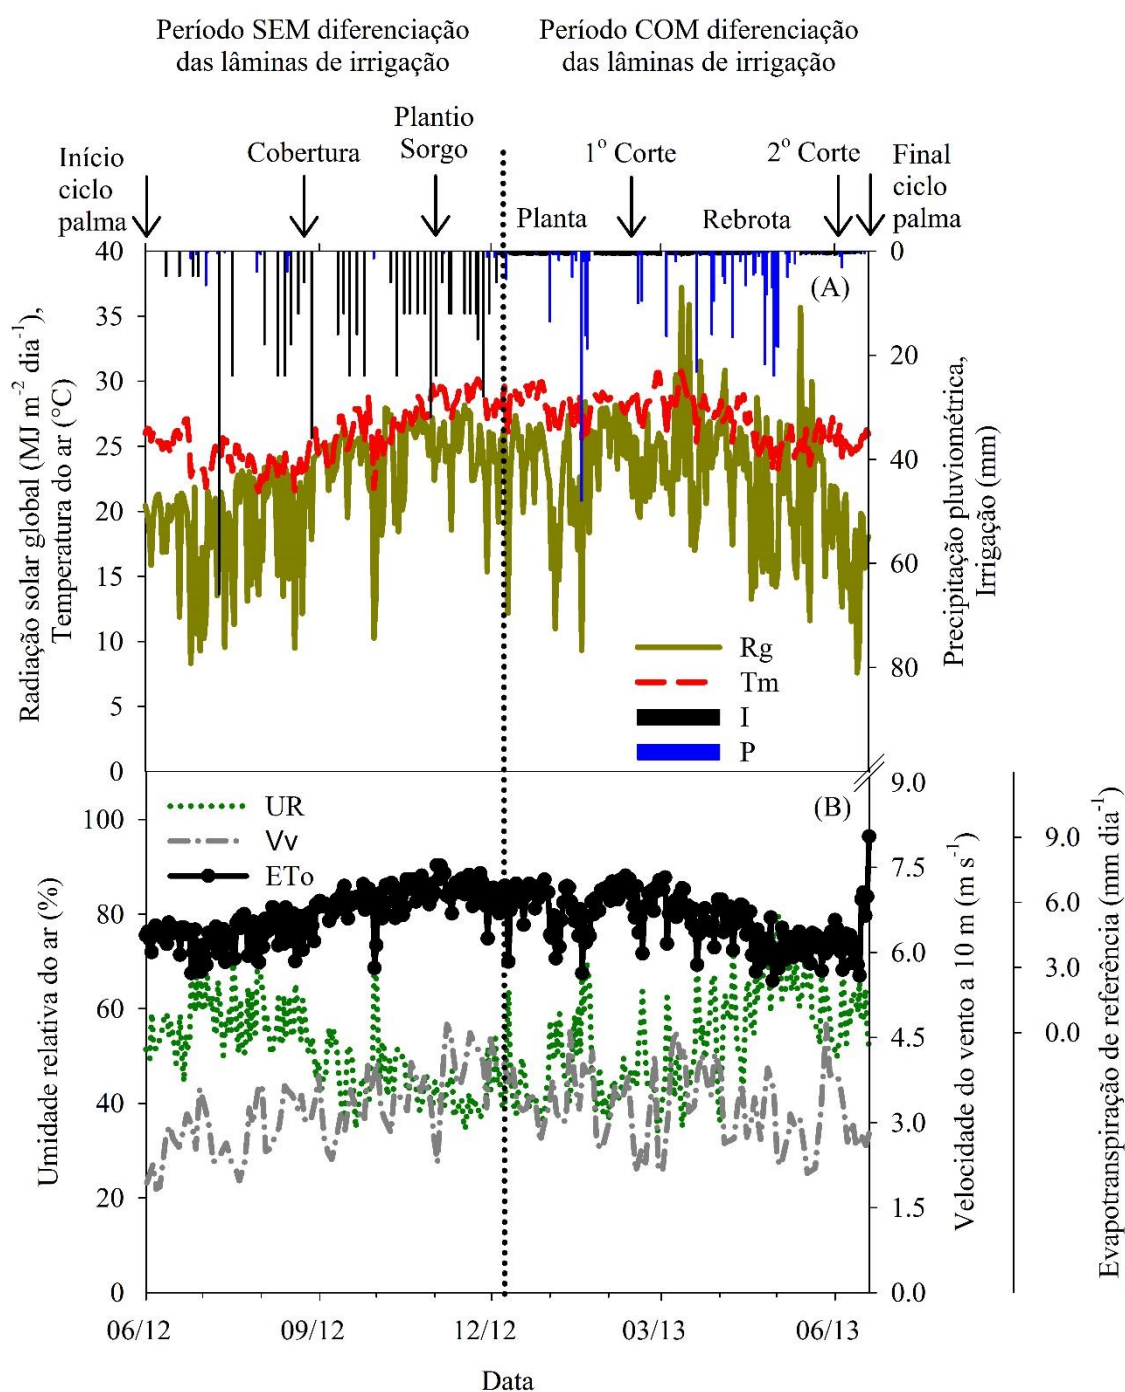 Período SEM diferenciação
das lâminas de irrigação
Período COM diferenciação
das lâminas de irrigação
Início
ciclo
palma
Cobertura
Plantio
Sorgo
Planta
1º Corte
Rebrota
2º Corte
Final
ciclo
palma
(A)
Radiação solar global (MJ m⁻² dia⁻¹),
Temperatura do ar (°C)
40
35
30
25
20
15
10
5
0
0
20
40
60
80
Precipitação pluviométrica,
Irrigação (mm)
Rg
Tm
I
P
(B)
UR
Vv
ETo
Umidade relativa do ar (%)
100
80
60
40
20
0
9.0
7.5
6.0
4.5
3.0
1.5
0.0
Velocidade do vento a 10 m (m s⁻¹)
9.0
6.0
3.0
0.0
Evapotranspiração de referência (mm dia⁻¹)
06/12
09/12
12/12
03/13
06/13
Data